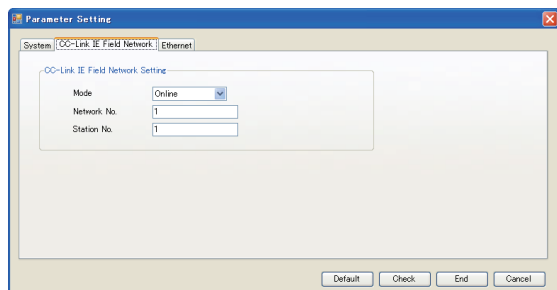 Parameter Setting
System CC-Link IE Field Network Ethernet
CC-Link IE Field Network Setting
Mode Online
Network No. 1
Station No. 1
Default Check End Cancel